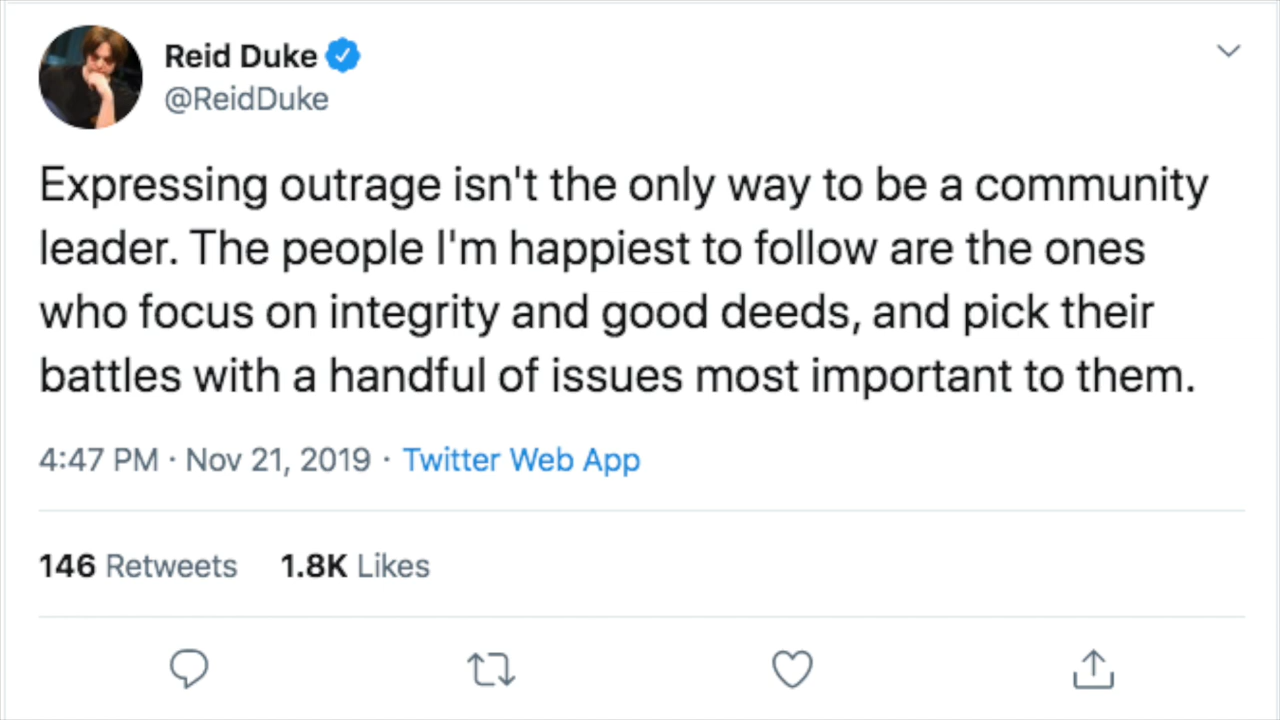 Reid Duke
@ReidDuke
Expressing outrage isn't the only way to be a community
leader. The people I'm happiest to follow are the ones
who focus on integrity and good deeds, and pick their
battles with a handful of issues most important to them.
4:47 PM · Nov 21, 2019 · Twitter Web App
146 Retweets 1.8K Likes